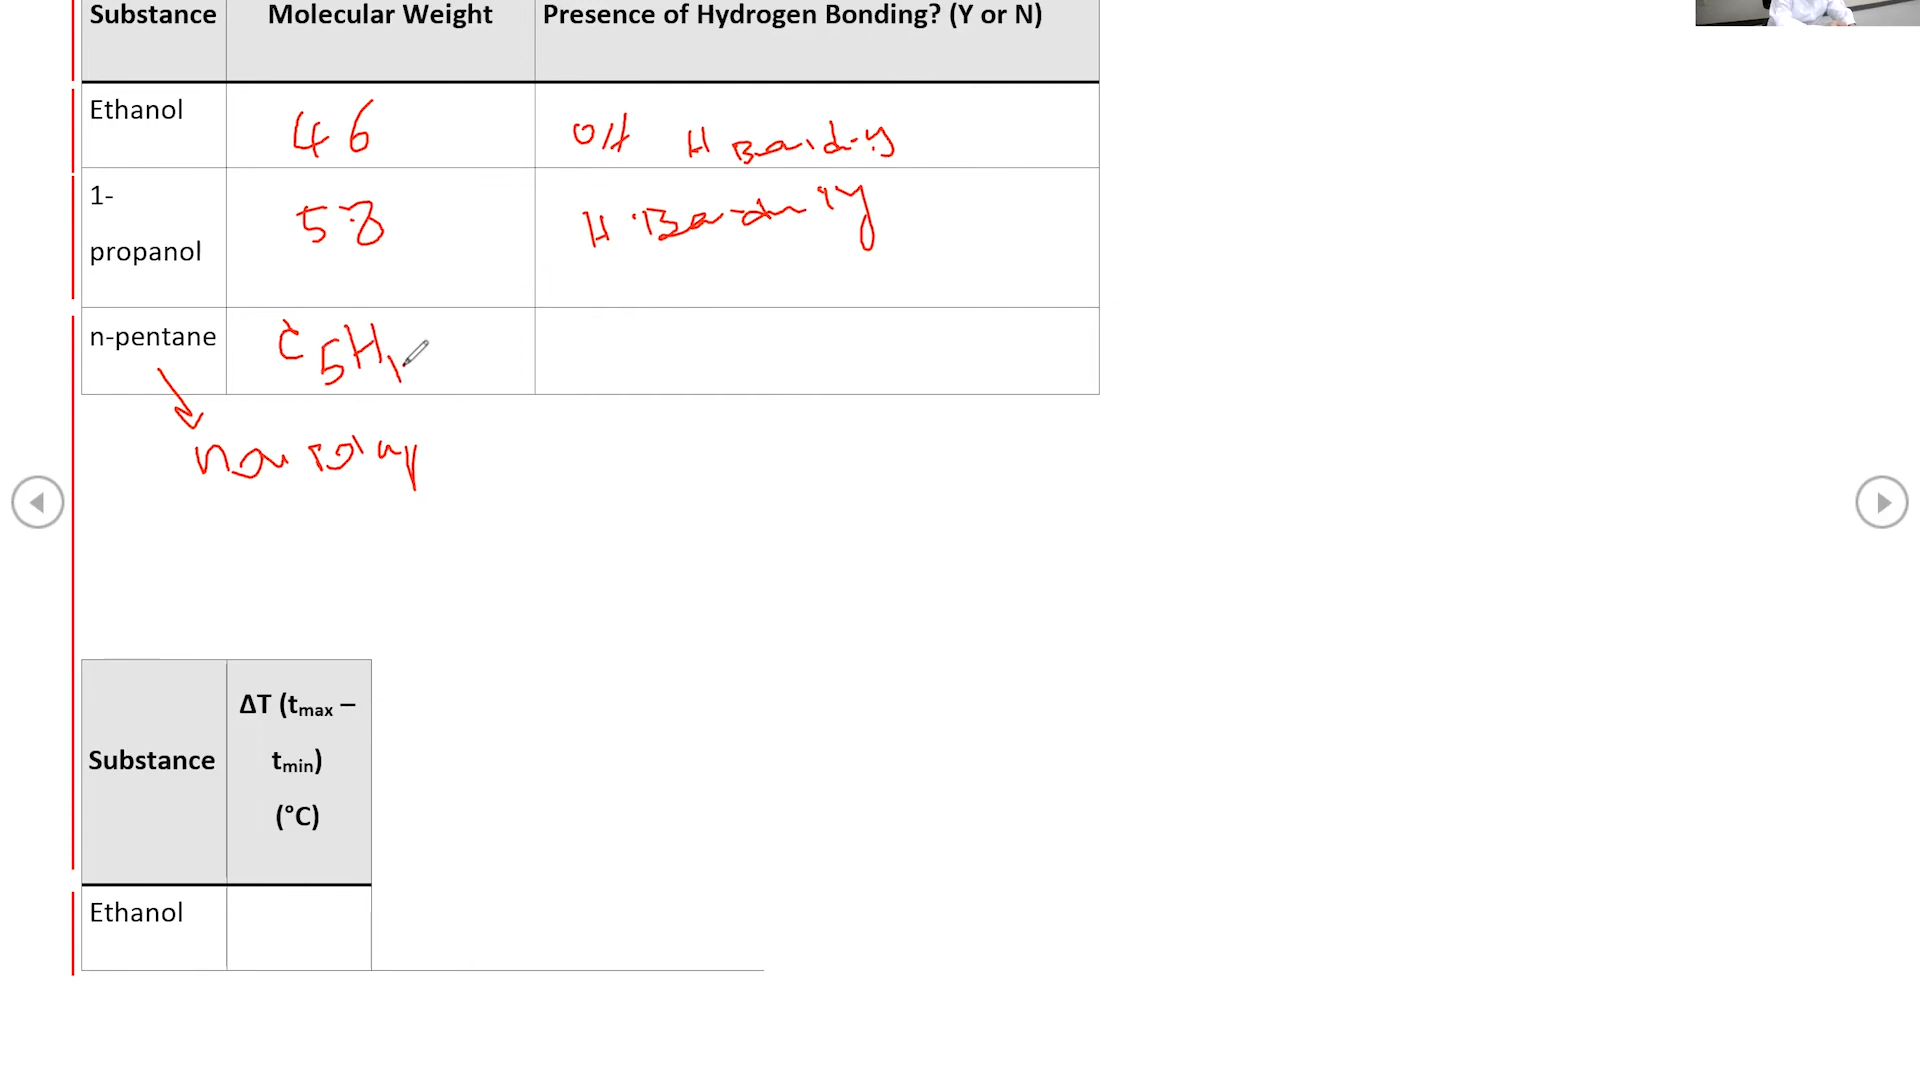 Substance Molecular Weight Presence of Hydrogen Bonding? (Y or N)
Ethanol 46 OH H Bonding
1-
propanol 58 H Bonding
n-pentane C5H1
non polar
Substance ΔT (tmax – tmin) (°C)
Ethanol